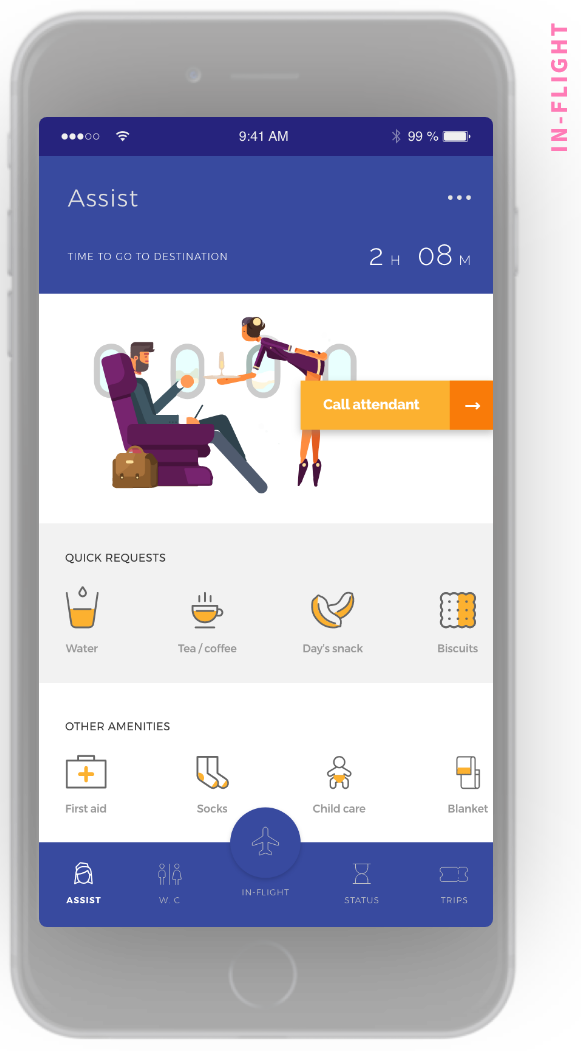 IN-FLIGHT
9:41 AM
99 %
Assist
TIME TO GO TO DESTINATION
2 H 08 M
Call attendant
QUICK REQUESTS
Water
Tea / coffee
Day's snack
Biscuits
OTHER AMENITIES
First aid
Socks
Child care
Blanket
ASSIST
W. C
IN-FLIGHT
STATUS
TRIPS